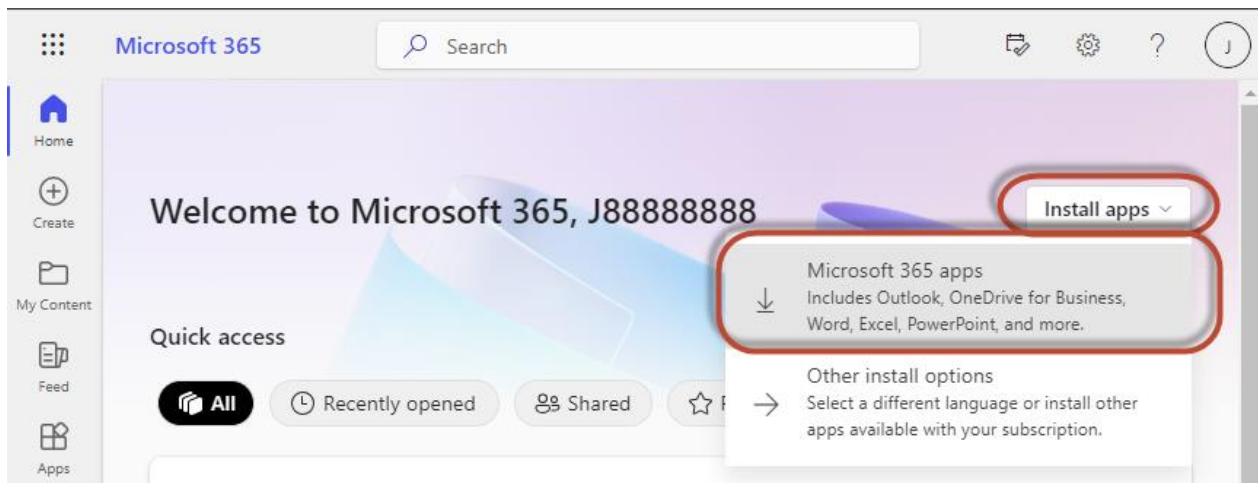 Microsoft 365
Search
?
J
Home
Create
Welcome to Microsoft 365, J88888888
Install apps
My Content
Microsoft 365 apps
Includes Outlook, OneDrive for Business,
Word, Excel, PowerPoint, and more.
Quick access
Feed
All
Recently opened
Shared
Other install options
Select a different language or install other
apps available with your subscription.
Apps